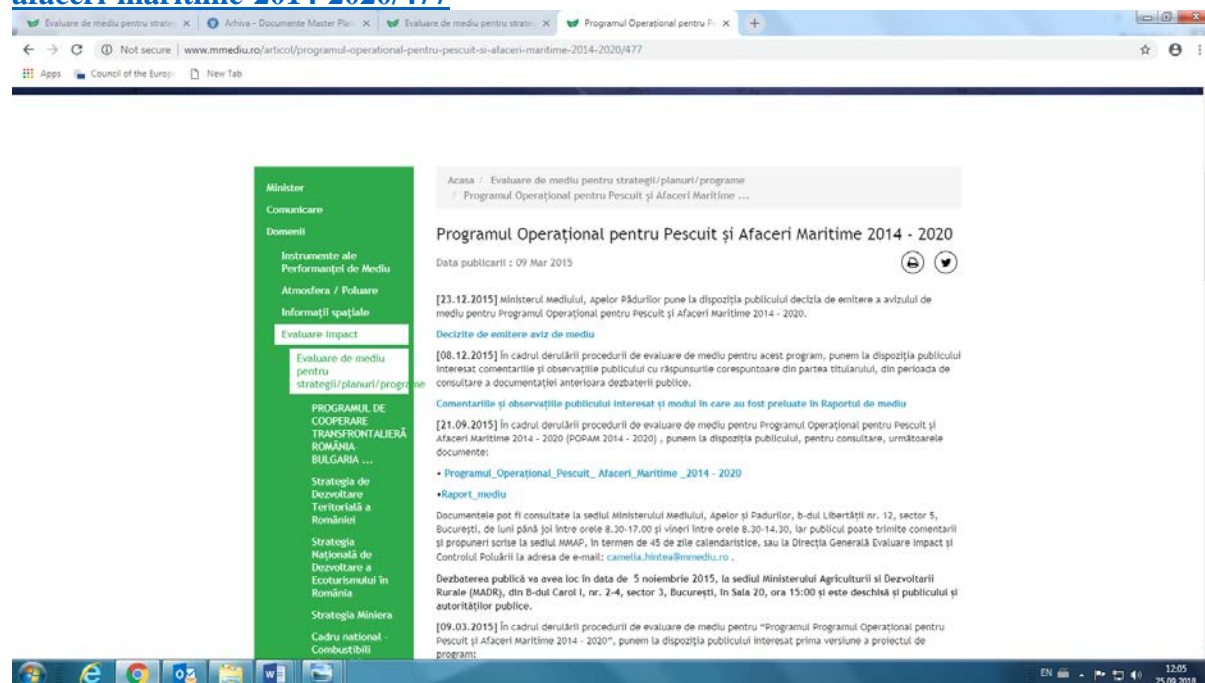 afaceri-maritime-2014-2020/477
Evaluare de mediu pentru strate
Arhiva - Documente Master Plan
Evaluare de mediu pentru strate
Programul Operațional pentru Pe
Not secure | www.mmediu.ro/articol/programul-operational-pentru-pescuit-si-afaceri-maritime-2014-2020/477
Apps
Council of the Europ
New Tab
Minister
Comunicare
Domenii
Instrumente ale
Performanței de Mediu
Atmosfera / Poluare
Informații spațiale
Evaluare impact
Evaluare de mediu
pentru
strategii/planuri/programe
PROGRAMUL DE
COOPERARE
TRANSFRONTALIERĂ
ROMÂNIA-
BULGARIA ...
Strategia de
Dezvoltare
Teritorială a
României
Strategia
Națională de
Dezvoltare a
Ecoturismului în
România
Strategia Miniera
Cadru national -
Combustibili
Acasa / Evaluare de mediu pentru strategii/planuri/programe
/ Programul Operațional pentru Pescuit și Afaceri Maritime ...
Programul Operațional pentru Pescuit și Afaceri Maritime 2014 - 2020
Data publicarii : 09 Mar 2015
[23.12.2015] Ministerul Mediului, Apelor Pădurilor pune la dispoziția publicului decizia de emitere a avizului de
mediu pentru Programul Operațional pentru Pescuit și Afaceri Maritime 2014 - 2020.
Decizite de emitere aviz de mediu
[08.12.2015] În cadrul derulării procedurii de evaluare de mediu pentru acest program, punem la dispoziția publicului
interesat comentariile și observațiile publicului cu răspunsurile corespuntoare din partea titularului, din perioada de
consultare a documentației anterioara dezbaterii publice.
Comentariile și observațiile publicului interesat și modul în care au fost preluate în Raportul de mediu
[21.09.2015] În cadrul derulării procedurii de evaluare de mediu pentru Programul Operațional pentru Pescuit și
Afaceri Maritime 2014 - 2020 (POPAM 2014 - 2020) , punem la dispoziția publicului, pentru consultare, următoarele
documente:
• Programul_Operațional_Pescuit_ Afaceri_Maritime _2014 - 2020
•Raport_mediu
Documentele pot fi consultate la sediul Ministerului Mediului, Apelor și Padurilor, b-dul Libertății nr. 12, sector 5,
București, de luni până joi între orele 8.30-17.00 și vineri între orele 8.30-14.30, iar publicul poate trimite comentarii
și propuneri scrise la sediul MMAP, în termen de 45 de zile calendaristice, sau la Direcția Generală Evaluare Impact și
Controlul Poluării la adresa de e-mail: camelia.hintea@mmediu.ro .
Dezbaterea publică va avea loc în data de 5 noiembrie 2015, la sediul Ministerului Agriculturii si Dezvoltarii
Rurale (MADR), din B-dul Carol I, nr. 2-4, sector 3, București, în Sala 20, ora 15:00 și este deschisă și publicului și
autorităților publice.
[09.03.2015] În cadrul derulării procedurii de evaluare de mediu pentru “Programul Programul Operațional pentru
Pescuit și Afaceri Maritime 2014 - 2020”, punem la dispoziția publicului interesat prima versiune a proiectul de
program:
EN
12:05
25.09.2018